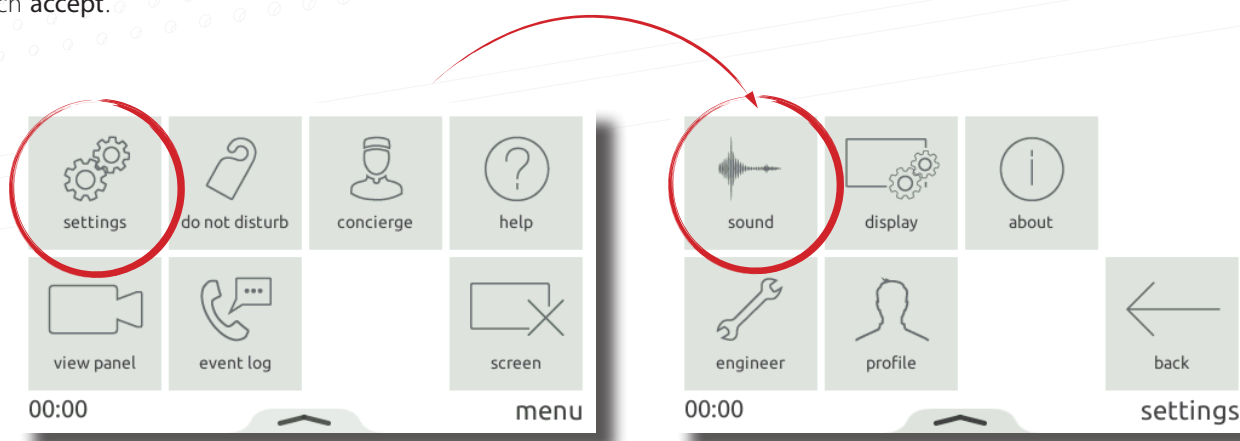 accept.
settings do not disturb concierge help
view panel event log screen
00:00 menu
sound display about
engineer profile back
00:00 settings